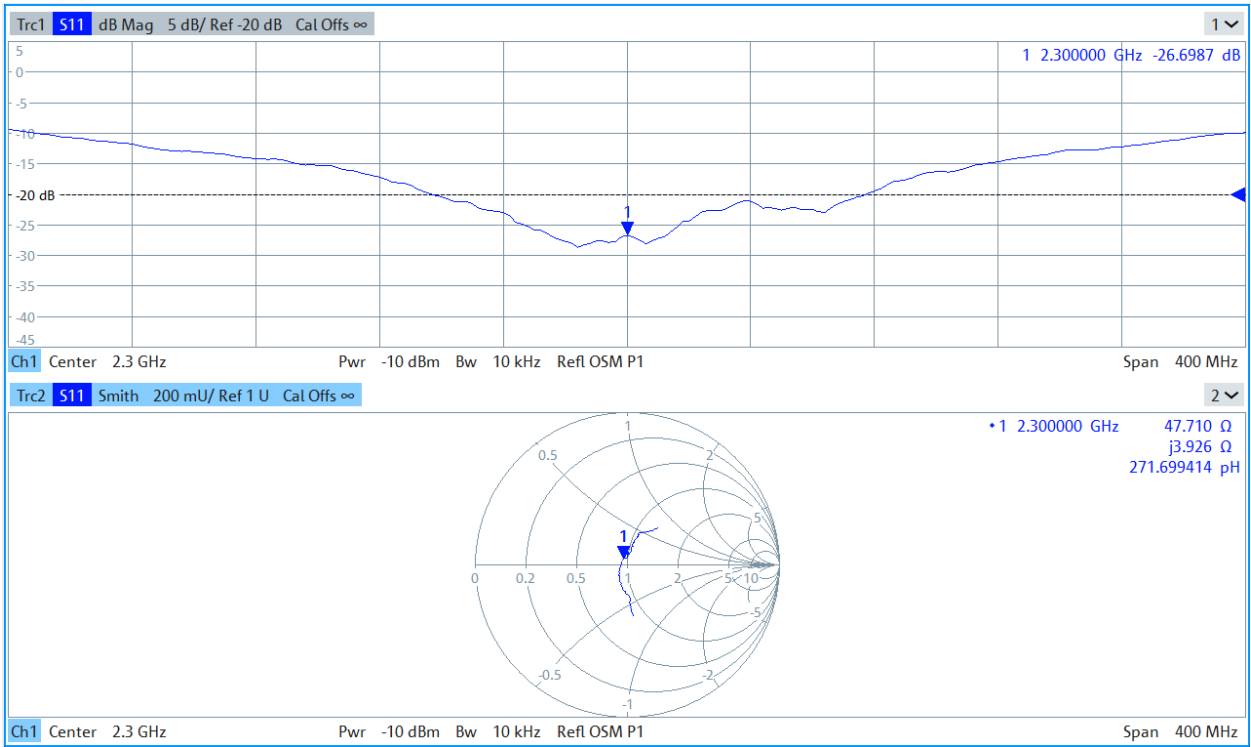 Trc1 S11 dB Mag 5 dB/ Ref -20 dB Cal Offs ∞ 1
1 2.300000 GHz -26.6987 dB
5
0
-5
-10
-15
-20 dB
1
-25
-30
-35
-40
-45
Ch1 Center 2.3 GHz Pwr -10 dBm Bw 10 kHz Refl OSM P1 Span 400 MHz
Trc2 S11 Smith 200 mU/ Ref 1 U Cal Offs ∞ 2
•1 2.300000 GHz 47.710 Ω
j3.926 Ω
271.699414 pH
1
0.5 2
5
1
0 0.2 0.5 1 2 5 10
-5
-0.5 -2
-1
Ch1 Center 2.3 GHz Pwr -10 dBm Bw 10 kHz Refl OSM P1 Span 400 MHz